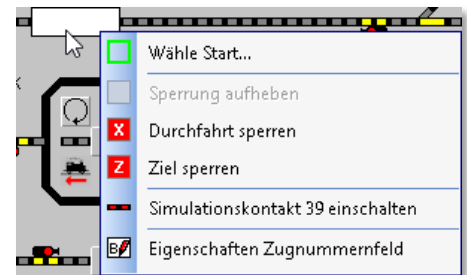 Wähle Start...
Sperrung aufheben
X Durchfahrt sperren
Z Ziel sperren
Simulationskontakt 39 einschalten
B Eigenschaften Zugnummernfeld